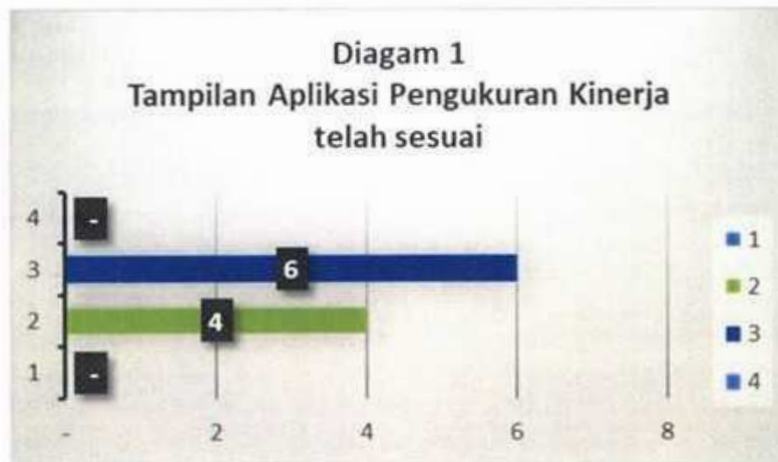 Diagam 1
Tampilan Aplikasi Pengukuran Kinerja
telah sesuai
4 -
3 6
2 4
1 -
- 2 4 6 8
1
2
3
4